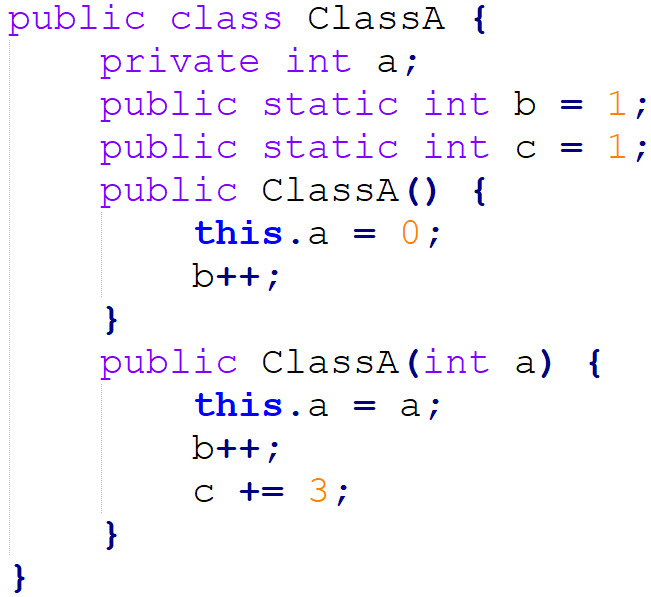 public class ClassA {
    private int a;
    public static int b = 1;
    public static int c = 1;
    public ClassA() {
        this.a = 0;
        b++;
    }
    public ClassA(int a) {
        this.a = a;
        b++;
        c += 3;
    }
}